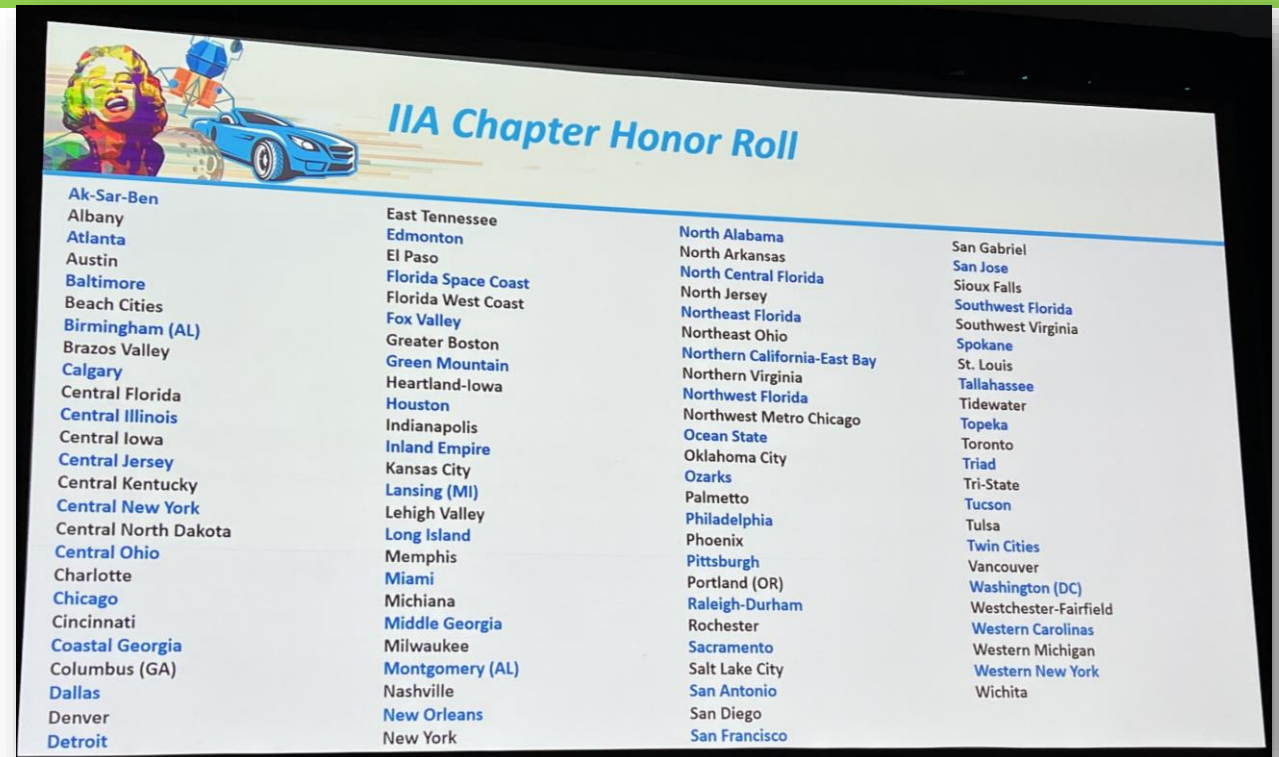 IIA Chapter Honor Roll
Ak-Sar-Ben
Albany
Atlanta
Austin
Baltimore
Beach Cities
Birmingham (AL)
Brazos Valley
Calgary
Central Florida
Central Illinois
Central Iowa
Central Jersey
Central Kentucky
Central New York
Central North Dakota
Central Ohio
Charlotte
Chicago
Cincinnati
Coastal Georgia
Columbus (GA)
Dallas
Denver
Detroit
East Tennessee
Edmonton
El Paso
Florida Space Coast
Florida West Coast
Fox Valley
Greater Boston
Green Mountain
Heartland-Iowa
Houston
Indianapolis
Inland Empire
Kansas City
Lansing (MI)
Lehigh Valley
Long Island
Memphis
Miami
Michiana
Middle Georgia
Milwaukee
Montgomery (AL)
Nashville
New Orleans
New York
North Alabama
North Arkansas
North Central Florida
North Jersey
Northeast Florida
Northeast Ohio
Northern California-East Bay
Northern Virginia
Northwest Florida
Northwest Metro Chicago
Ocean State
Oklahoma City
Ozarks
Palmetto
Philadelphia
Phoenix
Pittsburgh
Portland (OR)
Raleigh-Durham
Rochester
Sacramento
Salt Lake City
San Antonio
San Diego
San Francisco
San Gabriel
San Jose
Sioux Falls
Southwest Florida
Southwest Virginia
Spokane
St. Louis
Tallahassee
Tidewater
Topeka
Toronto
Triad
Tri-State
Tucson
Tulsa
Twin Cities
Vancouver
Washington (DC)
Westchester-Fairfield
Western Carolinas
Western Michigan
Western New York
Wichita